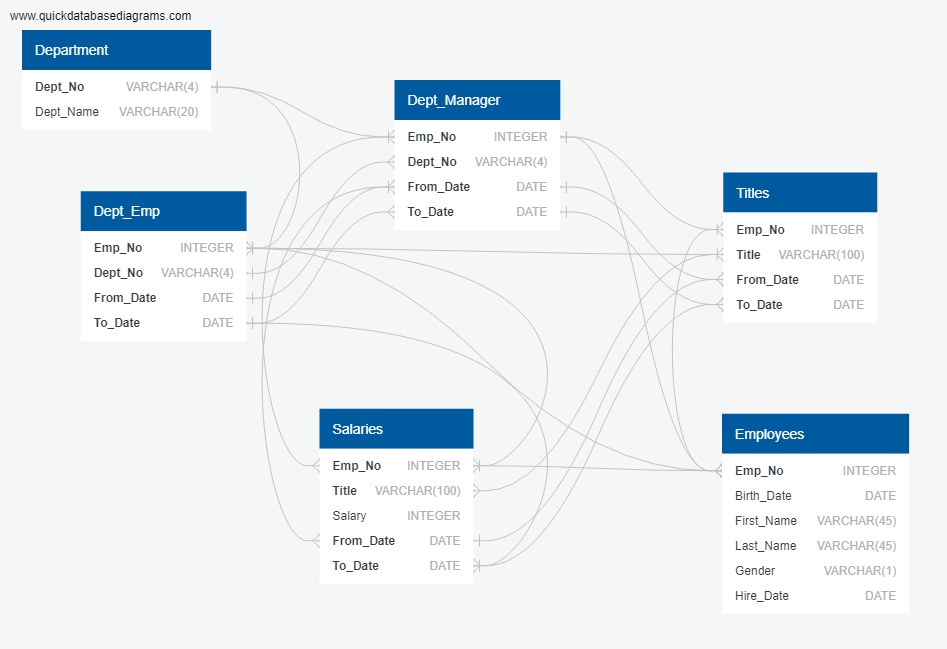 www.quickdatabasediagrams.com
Department
Dept_No VARCHAR(4)
Dept_Name VARCHAR(20)
Dept_Manager
Emp_No INTEGER
Dept_No VARCHAR(4)
From_Date DATE
To_Date DATE
Titles
Emp_No INTEGER
Title VARCHAR(100)
From_Date DATE
To_Date DATE
Dept_Emp
Emp_No INTEGER
Dept_No VARCHAR(4)
From_Date DATE
To_Date DATE
Salaries
Emp_No INTEGER
Title VARCHAR(100)
Salary INTEGER
From_Date DATE
To_Date DATE
Employees
Emp_No INTEGER
Birth_Date DATE
First_Name VARCHAR(45)
Last_Name VARCHAR(45)
Gender VARCHAR(1)
Hire_Date DATE